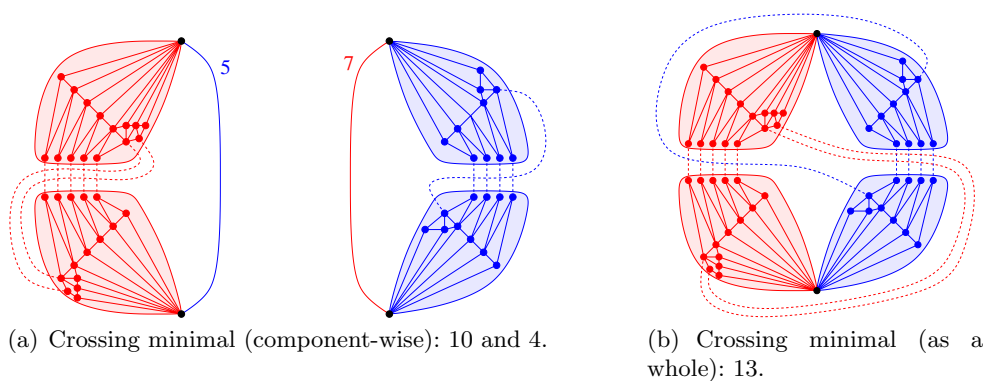 5
7
(a) Crossing minimal (component-wise): 10 and 4.
(b) Crossing minimal (as a
whole): 13.